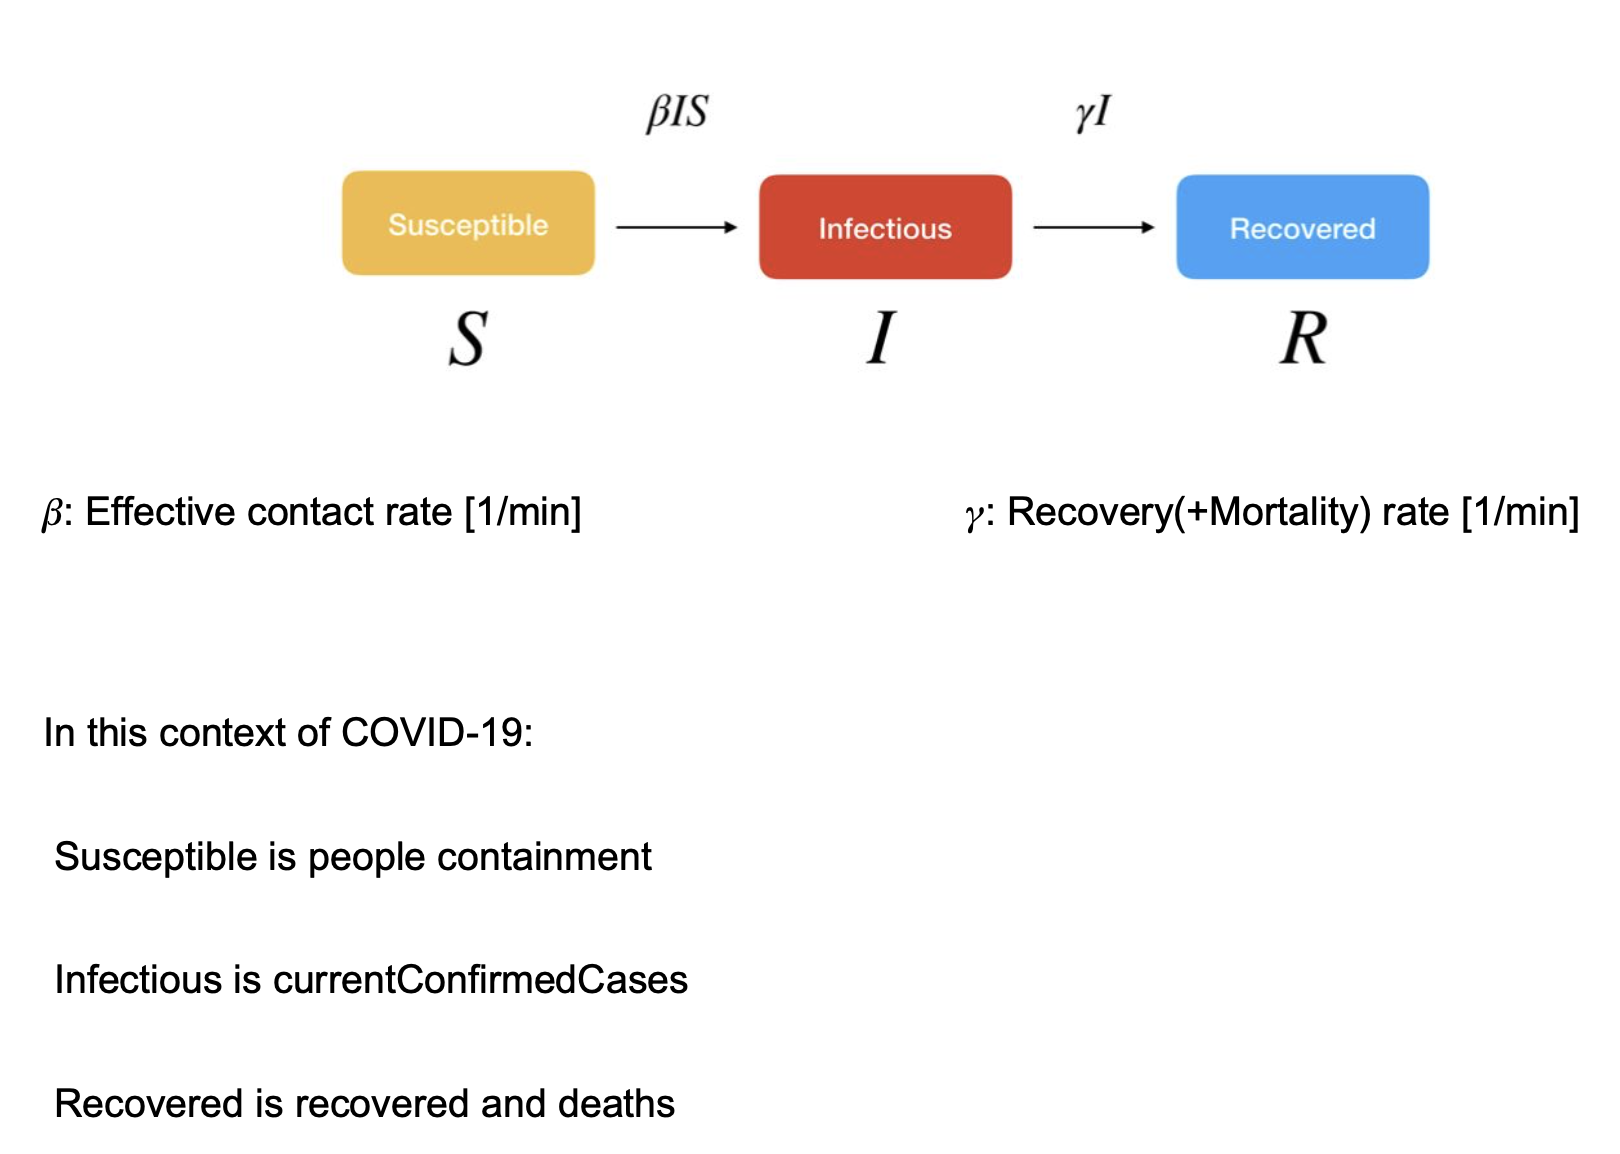 βIS
γI
Susceptible
Infectious
Recovered
S
I
R
β: Effective contact rate [1/min]
γ: Recovery(+Mortality) rate [1/min]
In this context of COVID-19:
Susceptible is people containment
Infectious is currentConfirmedCases
Recovered is recovered and deaths